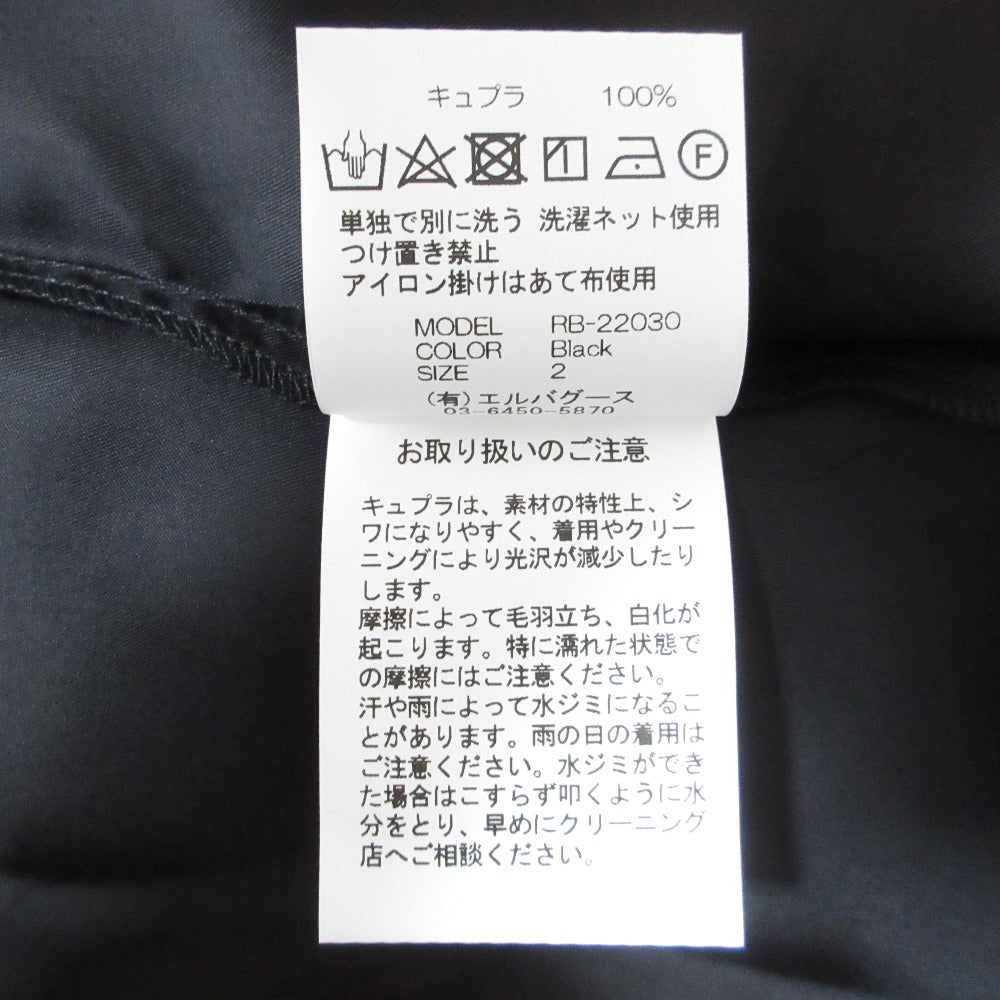 キュプラ 100%
F
単独で別に洗う 洗濯ネット使用
つけ置き禁止
アイロン掛けはあて布使用
MODEL RB-22030
COLOR Black
SIZE 2
(有)エルバグース
03-6450-5870
お取り扱いのご注意
キュプラは、素材の特性上、シ
ワになりやすく、着用やクリー
ニングにより光沢が減少したり
します。
摩擦によって毛羽立ち、白化が
起こります。特に濡れた状態で
の摩擦にはご注意ください。
汗や雨によって水ジミになるこ
とがあります。雨の日の着用は
ご注意ください。水ジミができ
た場合はこすらず叩くように水
分をとり、早めにクリーニング
店へご相談ください。